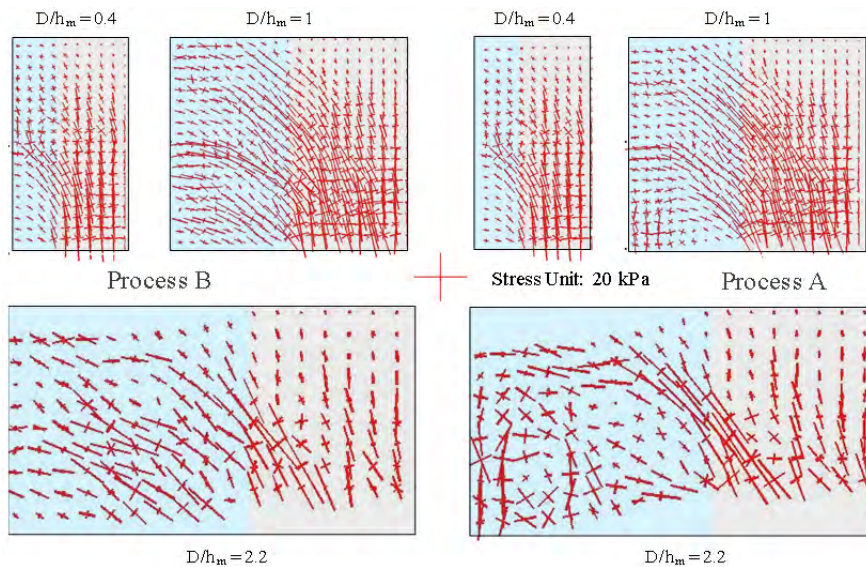 D/hm = 0.4
D/hm = 1
D/hm = 0.4
D/hm = 1
Process B
Stress Unit: 20 kPa
Process A
D/hm = 2.2
D/hm = 2.2